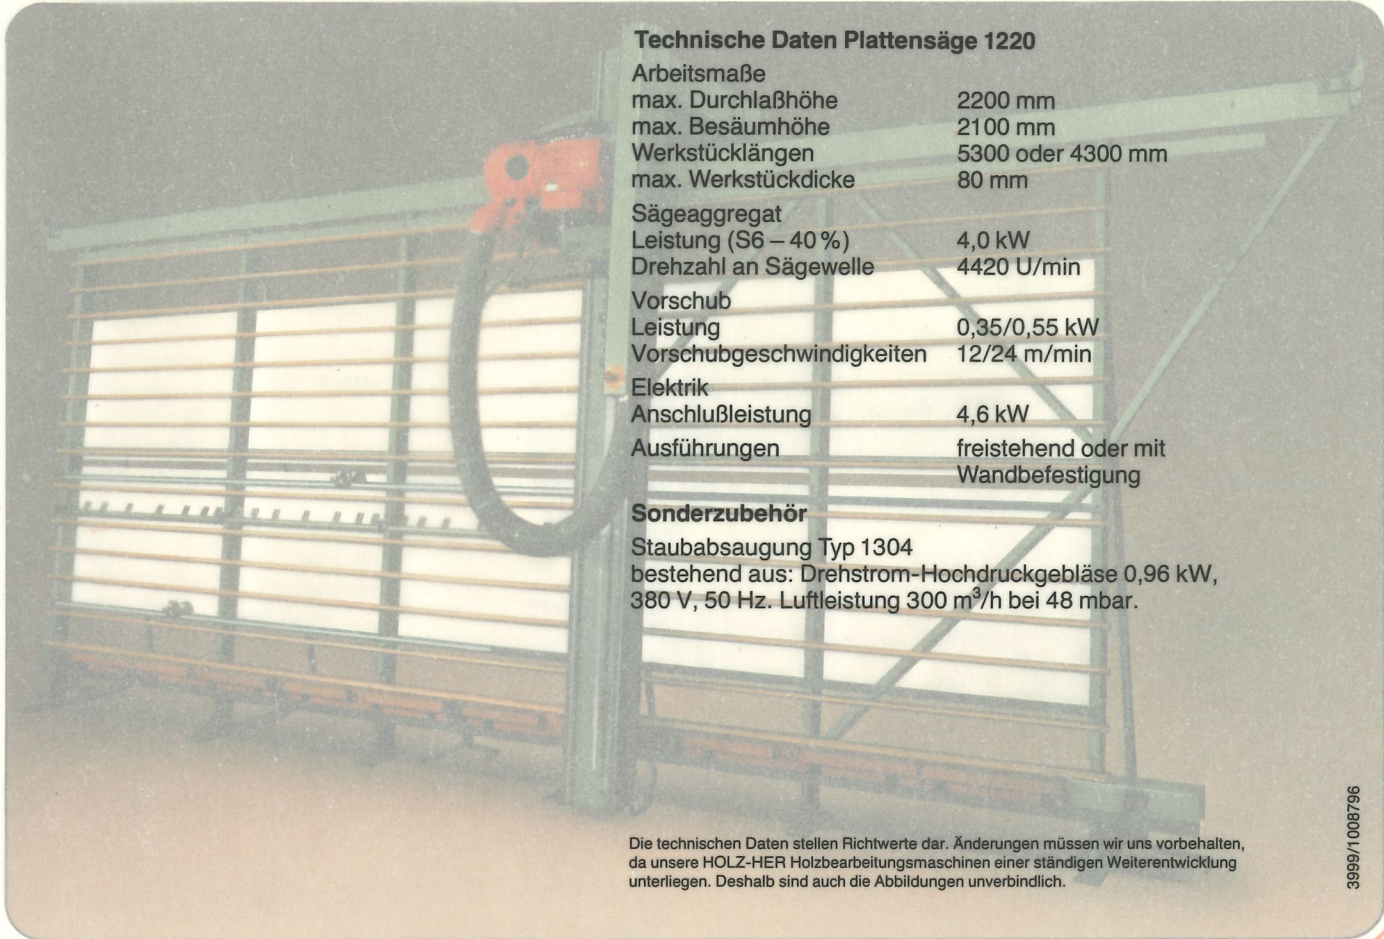 Technische Daten Plattensäge 1220
Arbeitsmaße
max. Durchlaßhöhe 2200 mm
max. Besäumhöhe 2100 mm
Werkstücklängen 5300 oder 4300 mm
max. Werkstückdicke 80 mm
Sägeaggregat
Leistung (S6 – 40 %) 4,0 kW
Drehzahl an Sägewelle 4420 U/min
Vorschub
Leistung 0,35/0,55 kW
Vorschubgeschwindigkeiten 12/24 m/min
Elektrik
Anschlußleistung 4,6 kW
Ausführungen freistehend oder mit
Wandbefestigung
Sonderzubehör
Staubabsaugung Typ 1304
bestehend aus: Drehstrom-Hochdruckgebläse 0,96 kW,
380 V, 50 Hz. Luftleistung 300 m³/h bei 48 mbar.
Die technischen Daten stellen Richtwerte dar. Änderungen müssen wir uns vorbehalten,
da unsere HOLZ-HER Holzbearbeitungsmaschinen einer ständigen Weiterentwicklung
unterliegen. Deshalb sind auch die Abbildungen unverbindlich.
3999/1008796